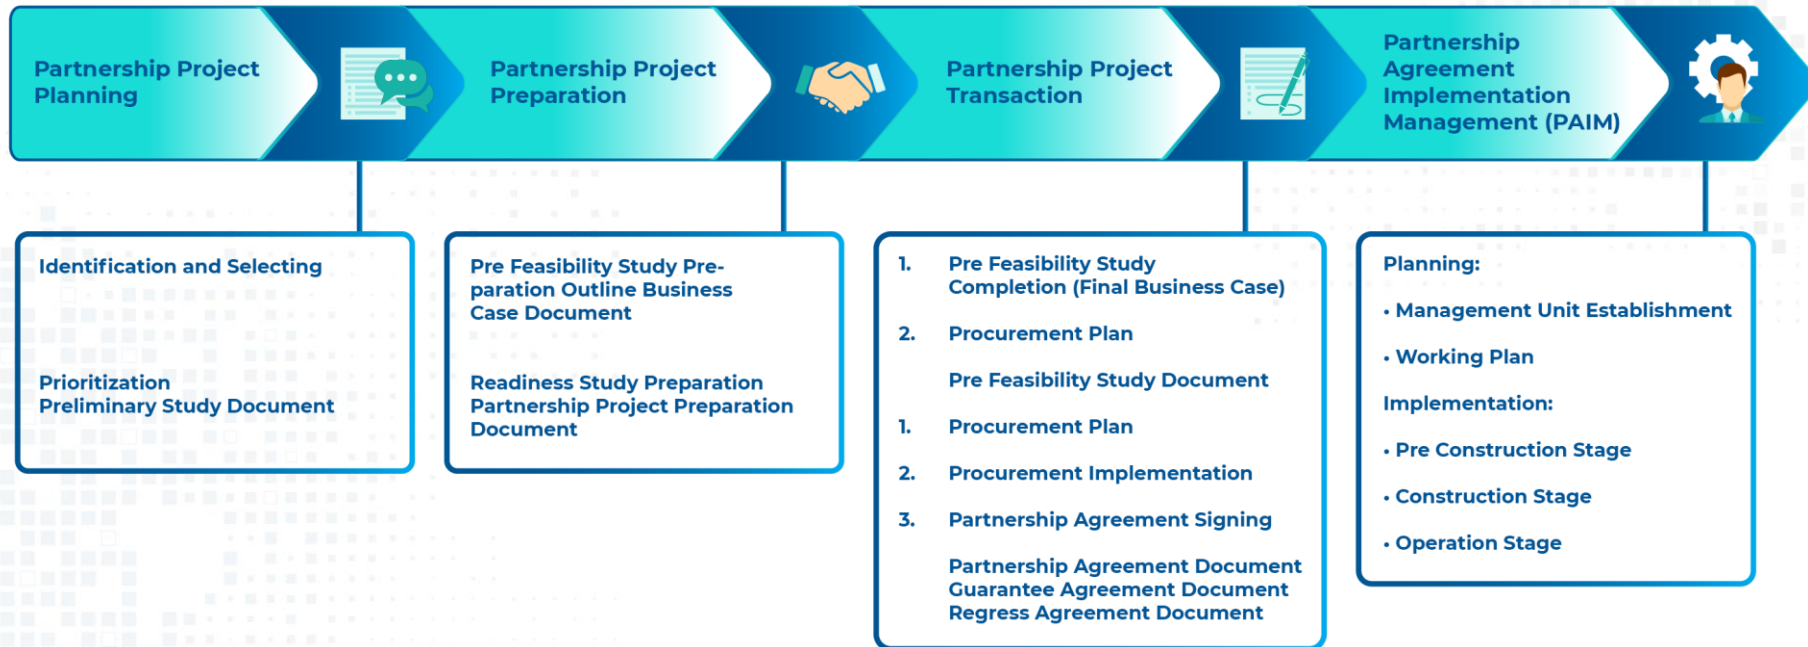 Partnership Project
Planning
Partnership Project
Preparation
Partnership Project
Transaction
Partnership
Agreement
Implementation
Management (PAIM)
Identification and Selecting
Prioritization
Preliminary Study Document
Pre Feasibility Study Pre-
paration Outline Business
Case Document
Readiness Study Preparation
Partnership Project Preparation
Document
1. Pre Feasibility Study
Completion (Final Business Case)
2. Procurement Plan
Pre Feasibility Study Document
1. Procurement Plan
2. Procurement Implementation
3. Partnership Agreement Signing
Partnership Agreement Document
Guarantee Agreement Document
Regress Agreement Document
Planning:
• Management Unit Establishment
• Working Plan
Implementation:
• Pre Construction Stage
• Construction Stage
• Operation Stage